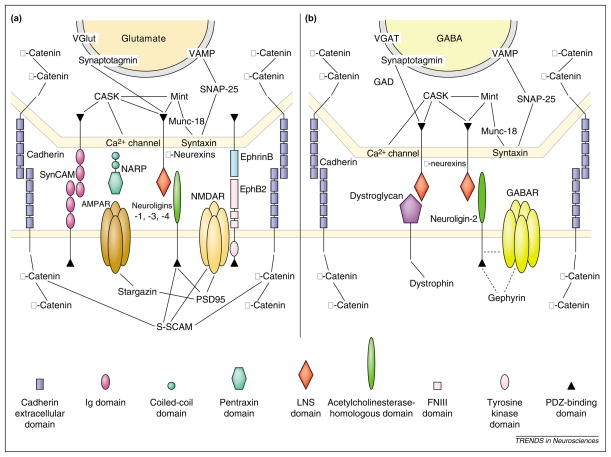 (a)
VGlut
Glutamate
VAMP
Synaptotagmin
□-Catenin
□-Catenin
□-Catenin
□-Catenin
SNAP-25
CASK
Mint
Munc-18
Ca2+ channel
Syntaxin
Cadherin
□-Neurexins
SynCAM
NARP
EphrinB
AMPAR
Neuroligins
-1, -3, -4
NMDAR
EphB2
□-Catenin
□-Catenin
□-Catenin
□-Catenin
Stargazin
PSD95
S-SCAM
(b)
VGAT
GABA
VAMP
Synaptotagmin
□-Catenin
□-Catenin
□-Catenin
□-Catenin
GAD
SNAP-25
CASK
Mint
Munc-18
Ca2+ channel
Syntaxin
Cadherin
□-neurexins
Dystroglycan
GABAR
Neuroligin-2
□-Catenin
□-Catenin
□-Catenin
□-Catenin
Dystrophin
Gephyrin
Cadherin
extracellular
domain
Ig domain
Coiled-coil
domain
Pentraxin
domain
LNS
domain
Acetylcholinesterase-
homologous domain
FNIII
domain
Tyrosine
kinase
domain
PDZ-binding
domain
TRENDS in Neurosciences